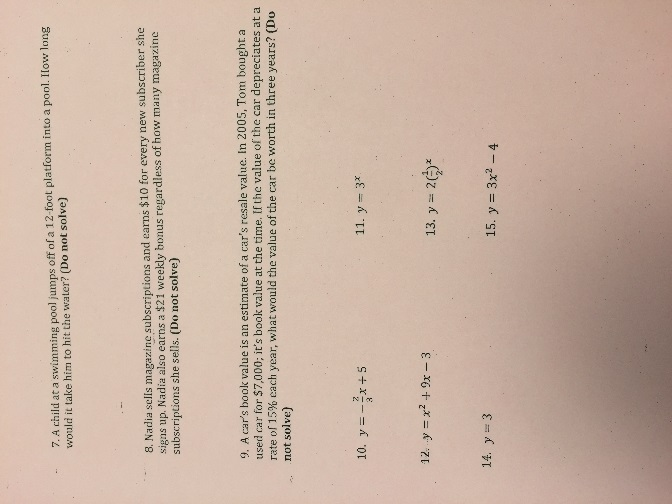 7. A child at a swimming pool jumps off of a 12-foot platform into a pool. How long
would it take him to hit the water? (Do not solve)
8. Nadia sells magazine subscriptions and earns $10 for every new subscriber she
signs up. Nadia also earns a $21 weekly bonus regardless of how many magazine
subscriptions she sells. (Do not solve)
9. A car's book value is an estimate of a car's resale value. In 2005, Tom bought a
used car for $7,000; it's book value at the time. If the value of the car depreciates at a
rate of 15% each year, what would the value of the car be worth in three years? (Do
not solve)
10. y = -2/3 x + 5 11. y = 3^x
12. y = x² + 9x - 3 13. y = 2(1/2)^x
14. y = 3 15. y = 3x² - 4